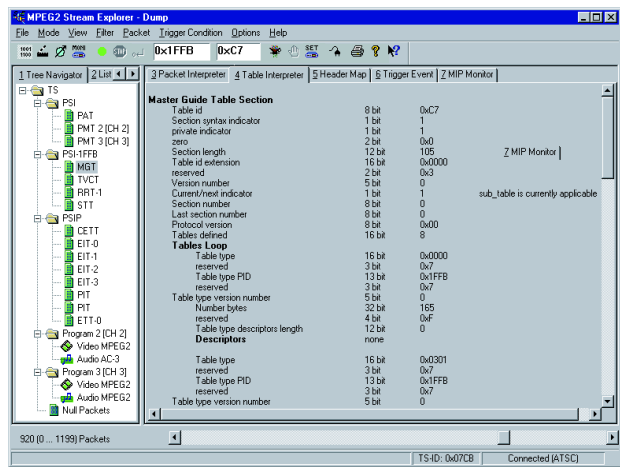 MPEG2 Stream Explorer - Dump
File Mode View Filter Packet Trigger Condition Options Help
0x1FFB 0xC7 SET
1 Tree Navigator 2 List 3 Packet Interpreter 4 Table Interpreter 5 Header Map 6 Trigger Event 7 MIP Monitor
TS
PSI
PAT
PMT 2 [CH 2]
PMT 3 [CH 3]
PSI-1FFB
MGT
TVCT
RRT-1
STT
PSIP
CETT
EIT-0
EIT-1
EIT-2
EIT-3
PIT
PIT
ETT-0
Program 2 [CH 2]
Video MPEG2
Audio AC-3
Program 3 [CH 3]
Video MPEG2
Audio MPEG2
Null Packets
Master Guide Table Section
Table id 8 bit 0xC7
Section syntax indicator 1 bit 1
private indicator 1 bit 1
zero 2 bit 0x0
Section length 12 bit 105 7 MIP Monitor
Table id extension 16 bit 0x0000
reserved 2 bit 0x3
Version number 5 bit 0
Current/next indicator 1 bit 1 sub_table is currently applicable
Section number 8 bit 0
Last section number 8 bit 0
Protocol version 8 bit 0x00
Tables defined 16 bit 8
Tables Loop
Table type 16 bit 0x0000
reserved 3 bit 0x7
Table type PID 13 bit 0x1FFB
reserved 3 bit 0x7
Table type version number 5 bit 0
Number bytes 32 bit 165
reserved 4 bit 0xF
Table type descriptors length 12 bit 0
Descriptors none
Table type 16 bit 0x0301
reserved 3 bit 0x7
Table type PID 13 bit 0x1FFB
reserved 3 bit 0x7
Table type version number 5 bit 0
920 (0 ... 1199) Packets
TS-ID: 0x07CB Connected (ATSC)